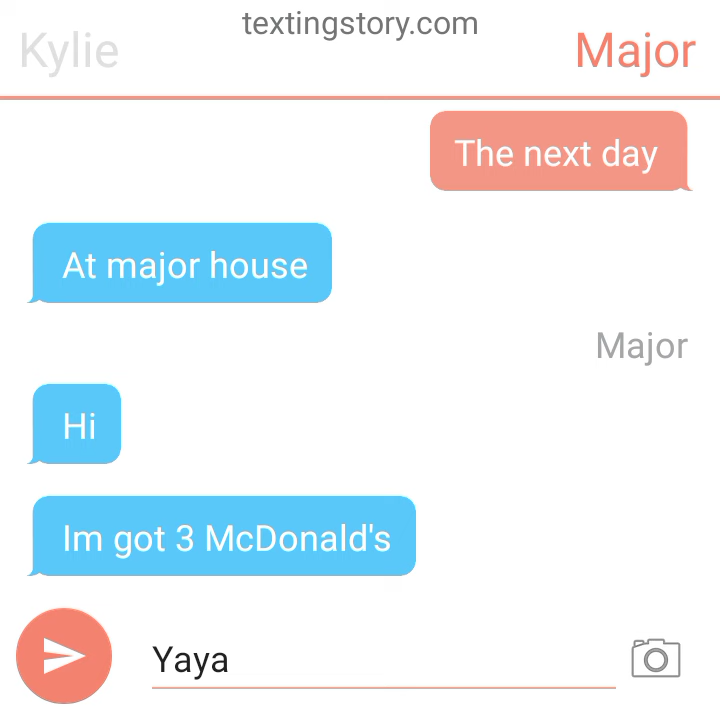 textingstory.com
Kylie
Major
The next day
At major house
Major
Hi
Im got 3 McDonald's
Yaya